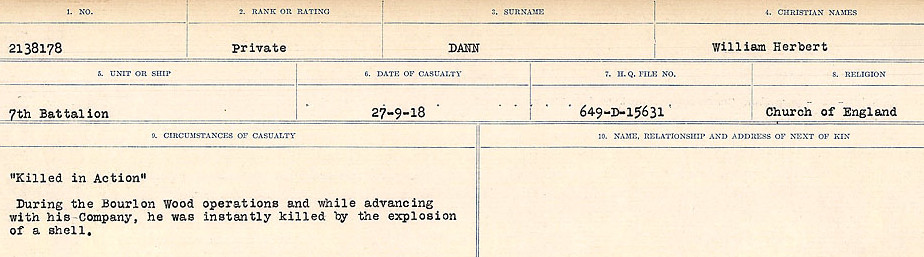 1. NO. 2. RANK OR RATING 3. SURNAME 4. CHRISTIAN NAMES
2138178 Private DANN William Herbert
5. UNIT OR SHIP 6. DATE OF CASUALTY 7. H.Q. FILE NO. 8. RELIGION
7th Battalion 27-9-18 649-D-15631 Church of England
9. CIRCUMSTANCES OF CASUALTY 10. NAME, RELATIONSHIP AND ADDRESS OF NEXT OF KIN
"Killed in Action"
During the Bourlon Wood operations and while advancing
with his Company, he was instantly killed by the explosion
of a shell.